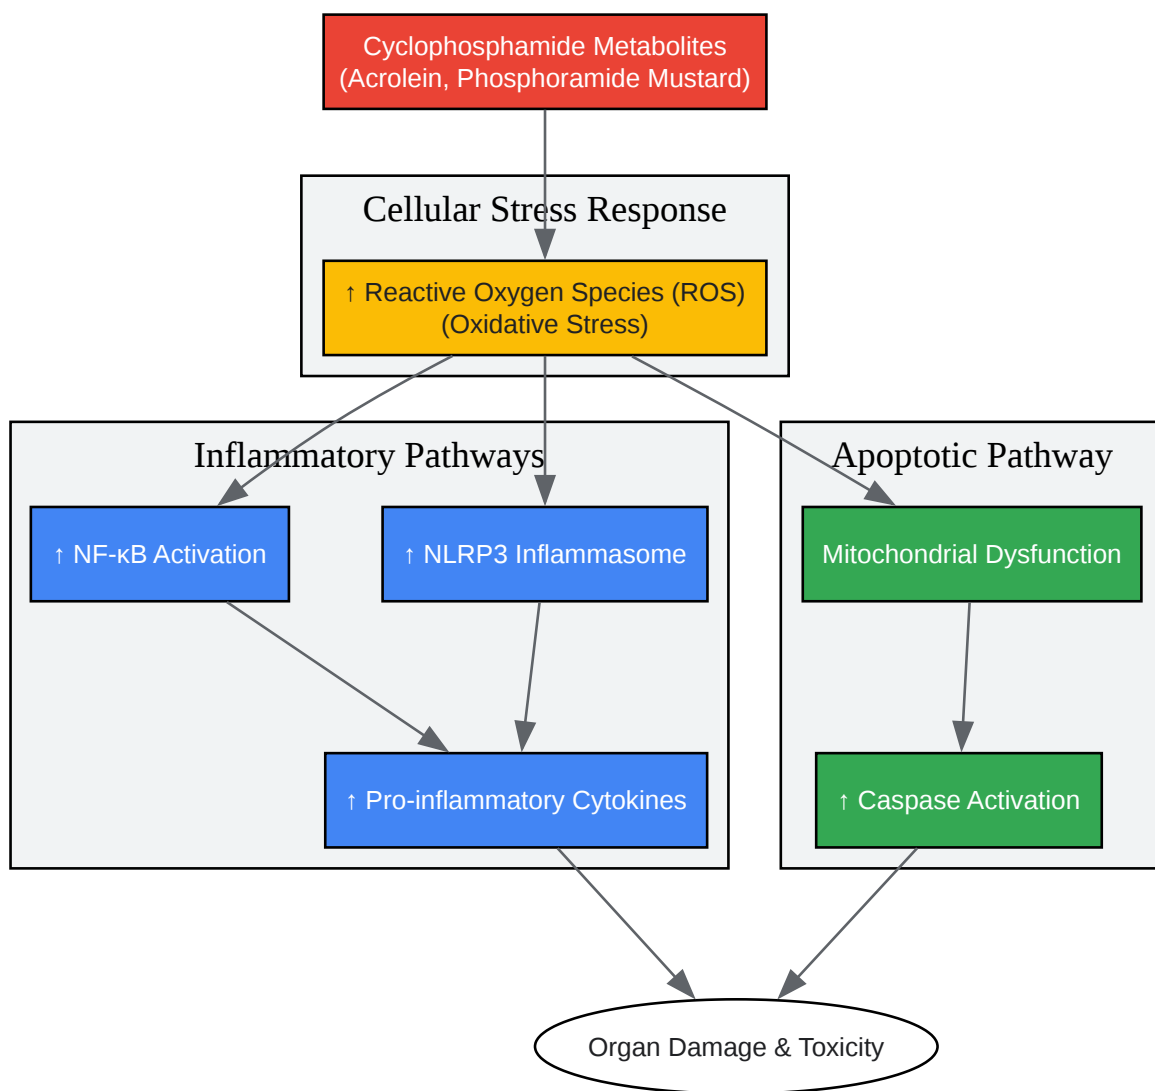 Cyclophosphamide Metabolites
(Acrolein, Phosphoramide Mustard)
Cellular Stress Response
↑ Reactive Oxygen Species (ROS)
(Oxidative Stress)
Inflammatory Pathways
Apoptotic Pathway
↑ NF-κB Activation
↑ NLRP3 Inflammasome
Mitochondrial Dysfunction
↑ Pro-inflammatory Cytokines
↑ Caspase Activation
Organ Damage & Toxicity